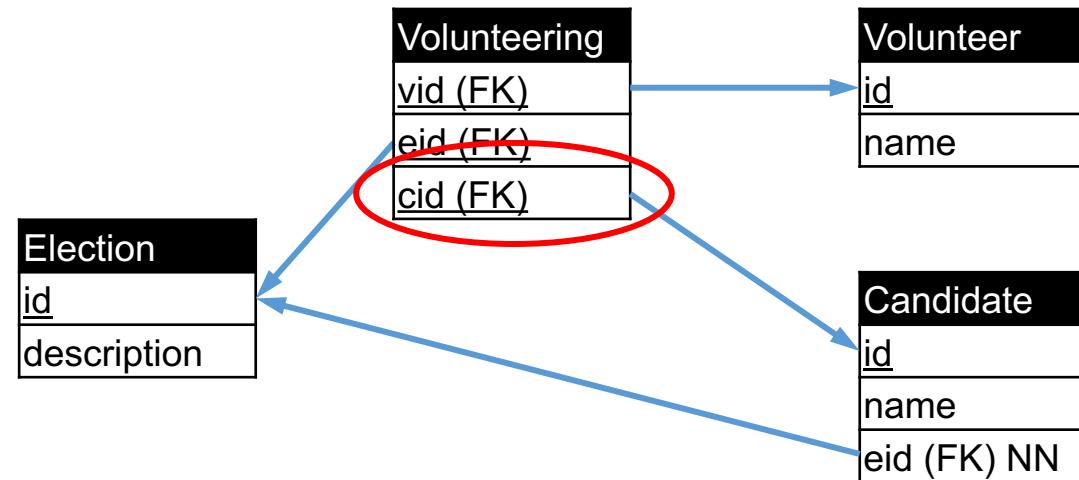 Volunteering
vid (FK)
eid (FK)
cid (FK)
Volunteer
id
name
Election
id
description
Candidate
id
name
eid (FK) NN